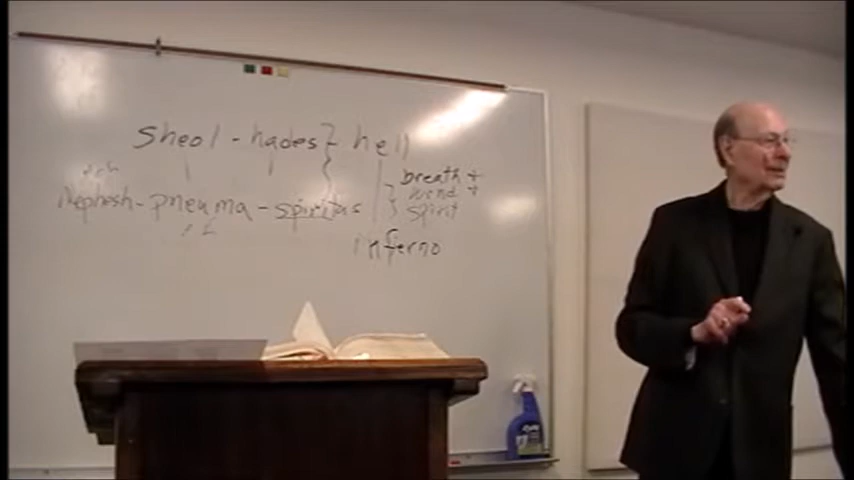 sheol - hades } hell
Nephesh - pneuma - spiritus
breath +
wind +
spirit
inferno